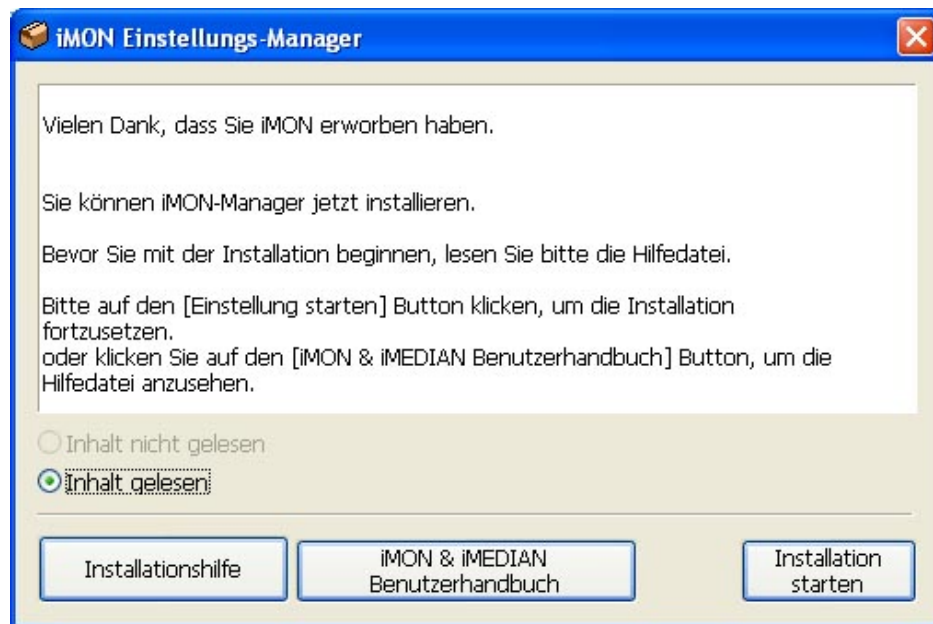 iMON Einstellungs-Manager
Vielen Dank, dass Sie iMON erworben haben.
Sie können iMON-Manager jetzt installieren.
Bevor Sie mit der Installation beginnen, lesen Sie bitte die Hilfedatei.
Bitte auf den [Einstellung starten] Button klicken, um die Installation
fortzusetzen.
oder klicken Sie auf den [iMON & iMEDIAN Benutzerhandbuch] Button, um die
Hilfedatei anzusehen.
Inhalt nicht gelesen
Inhalt gelesen
Installationshilfe
iMON & iMEDIAN
Benutzerhandbuch
Installation
starten